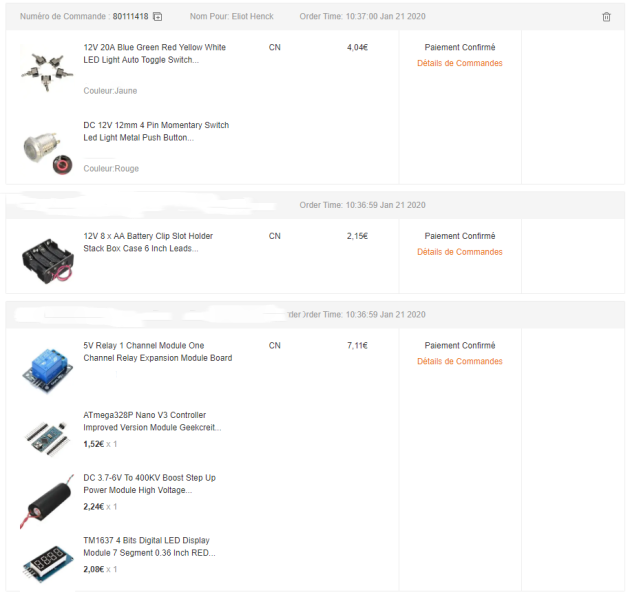 Numéro de Commande : 80111418 Nom Pour: Eliot Henck Order Time: 10:37:00 Jan 21 2020
12V 20A Blue Green Red Yellow White CN 4,04€ Paiement Confirmé
LED Light Auto Toggle Switch... Détails de Commandes
Couleur:Jaune
DC 12V 12mm 4 Pin Momentary Switch
Led Light Metal Push Button...
Couleur:Rouge
Order Time: 10:36:59 Jan 21 2020
12V 8 x AA Battery Clip Slot Holder CN 2,15€ Paiement Confirmé
Stack Box Case 6 Inch Leads... Détails de Commandes
Order Time: 10:36:59 Jan 21 2020
5V Relay 1 Channel Module One CN 7,11€ Paiement Confirmé
Channel Relay Expansion Module Board Détails de Commandes
ATmega328P Nano V3 Controller
Improved Version Module Geekcreit...
1,52€ x 1
DC 3.7-6V To 400KV Boost Step Up
Power Module High Voltage...
2,24€ x 1
TM1637 4 Bits Digital LED Display
Module 7 Segment 0.36 Inch RED...
2,08€ x 1